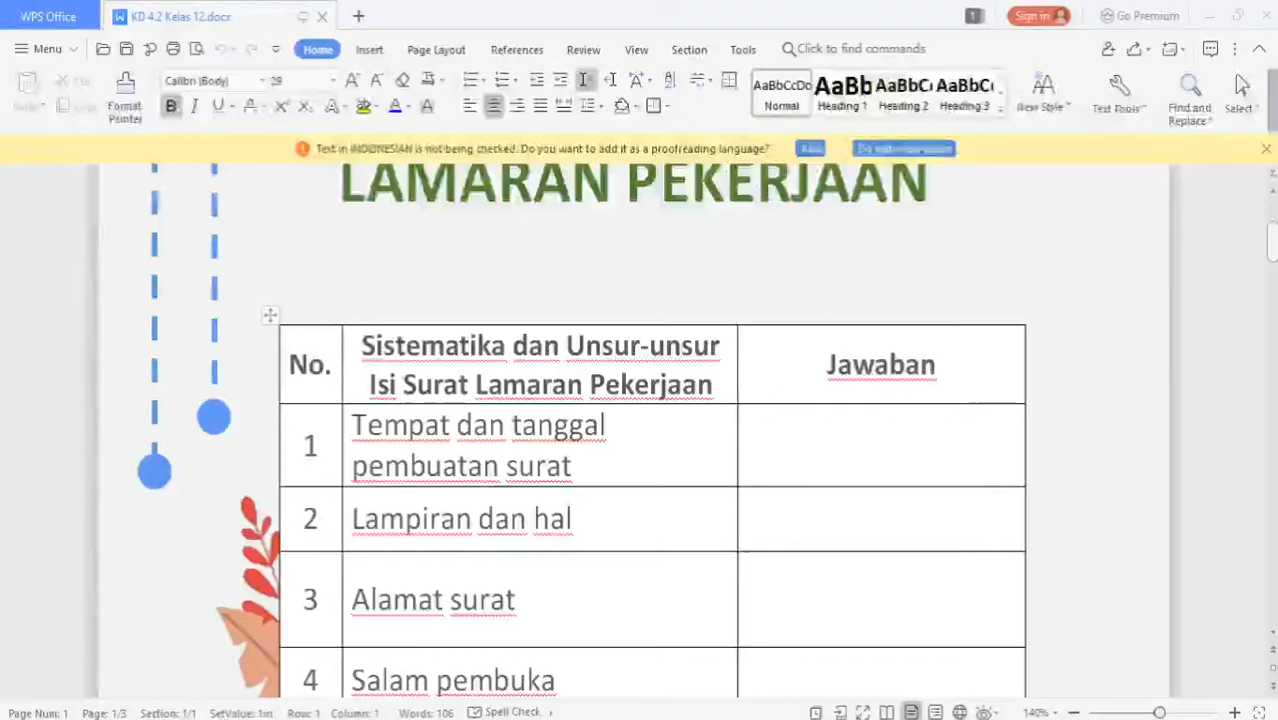 WPS Office
KD 4.2 Kelas 12.docx
1
Sign in
Go Premium
Menu
Home
Insert
Page Layout
References
Review
View
Section
Tools
Click to find commands
Format
Painter
Calibri (Body)
AaBbCcDd
Normal
AaBb
Heading 1
AaBbC
Heading 2
AaBbC
Heading 3
New Style
Text Tools
Find and
Replace
Select
Text in INDONESIAN is not being checked. Do you want to add it as a proofreading language?
LAMARAN PEKERJAAN
No.
Sistematika dan Unsur-unsur
Isi Surat Lamaran Pekerjaan
Jawaban
1
Tempat dan tanggal
pembuatan surat
2
Lampiran dan hal
3
Alamat surat
4
Salam pembuka
Page Num: 1
Page: 1/3
Section: 1/1
SetValue: 1in
Row: 1
Column: 1
Words: 106
Spell Check
140%